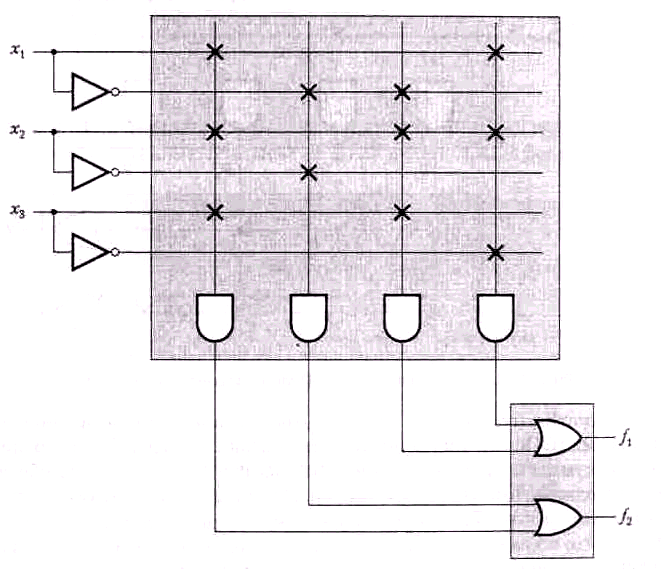 x₁
x₂
x₃
f₁
f₂